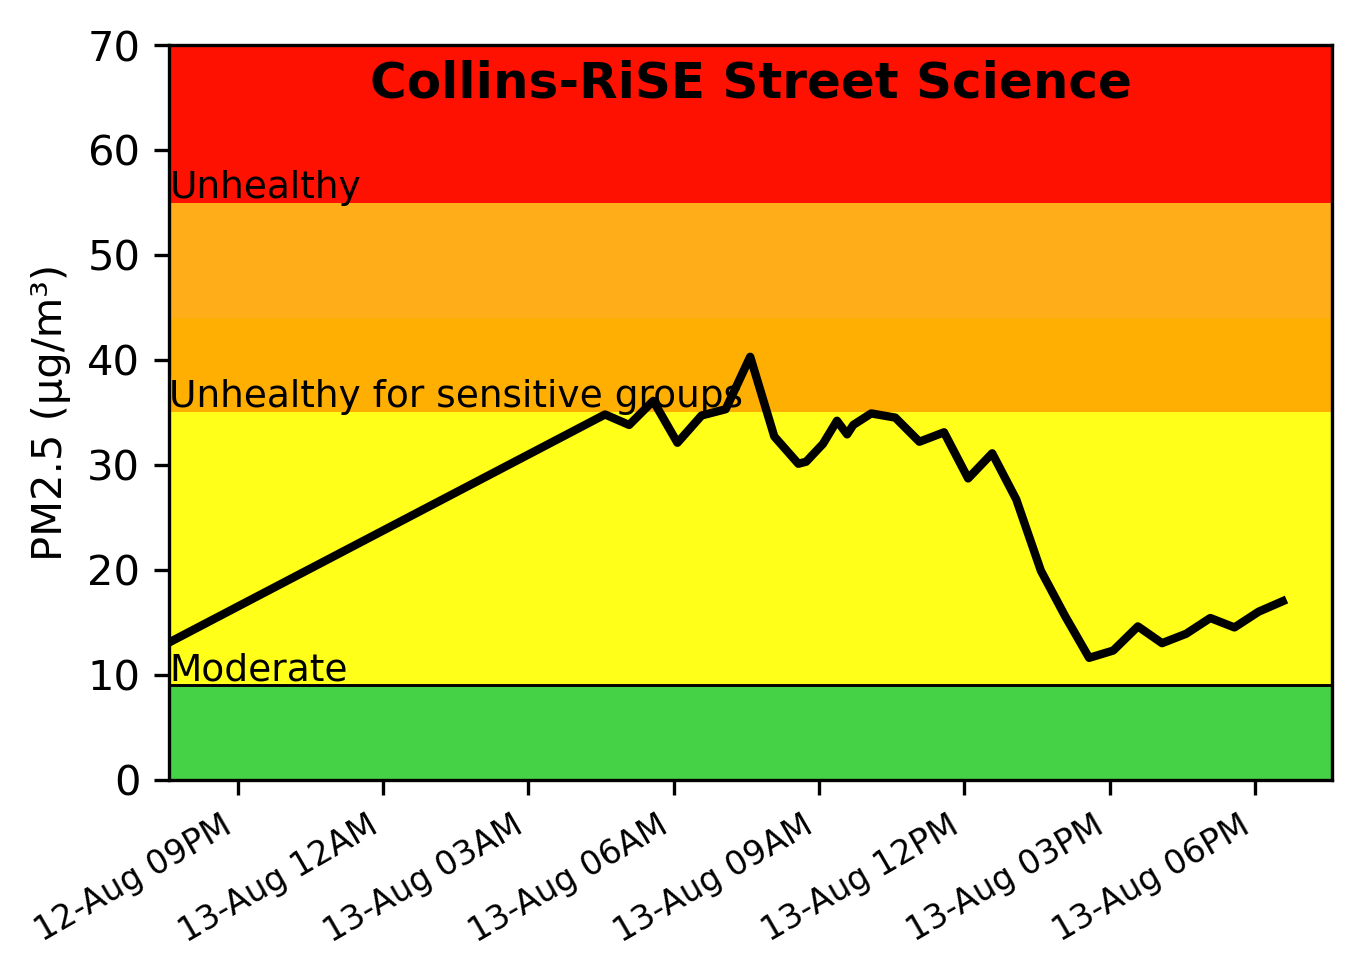 Collins-RiSE Street Science
70
60
Unhealthy
50
40
Unhealthy for sensitive groups
30
20
Moderate
10
0
PM2.5 (μg/m³)
12-Aug 09PM
13-Aug 12AM
13-Aug 03AM
13-Aug 06AM
13-Aug 09AM
13-Aug 12PM
13-Aug 03PM
13-Aug 06PM